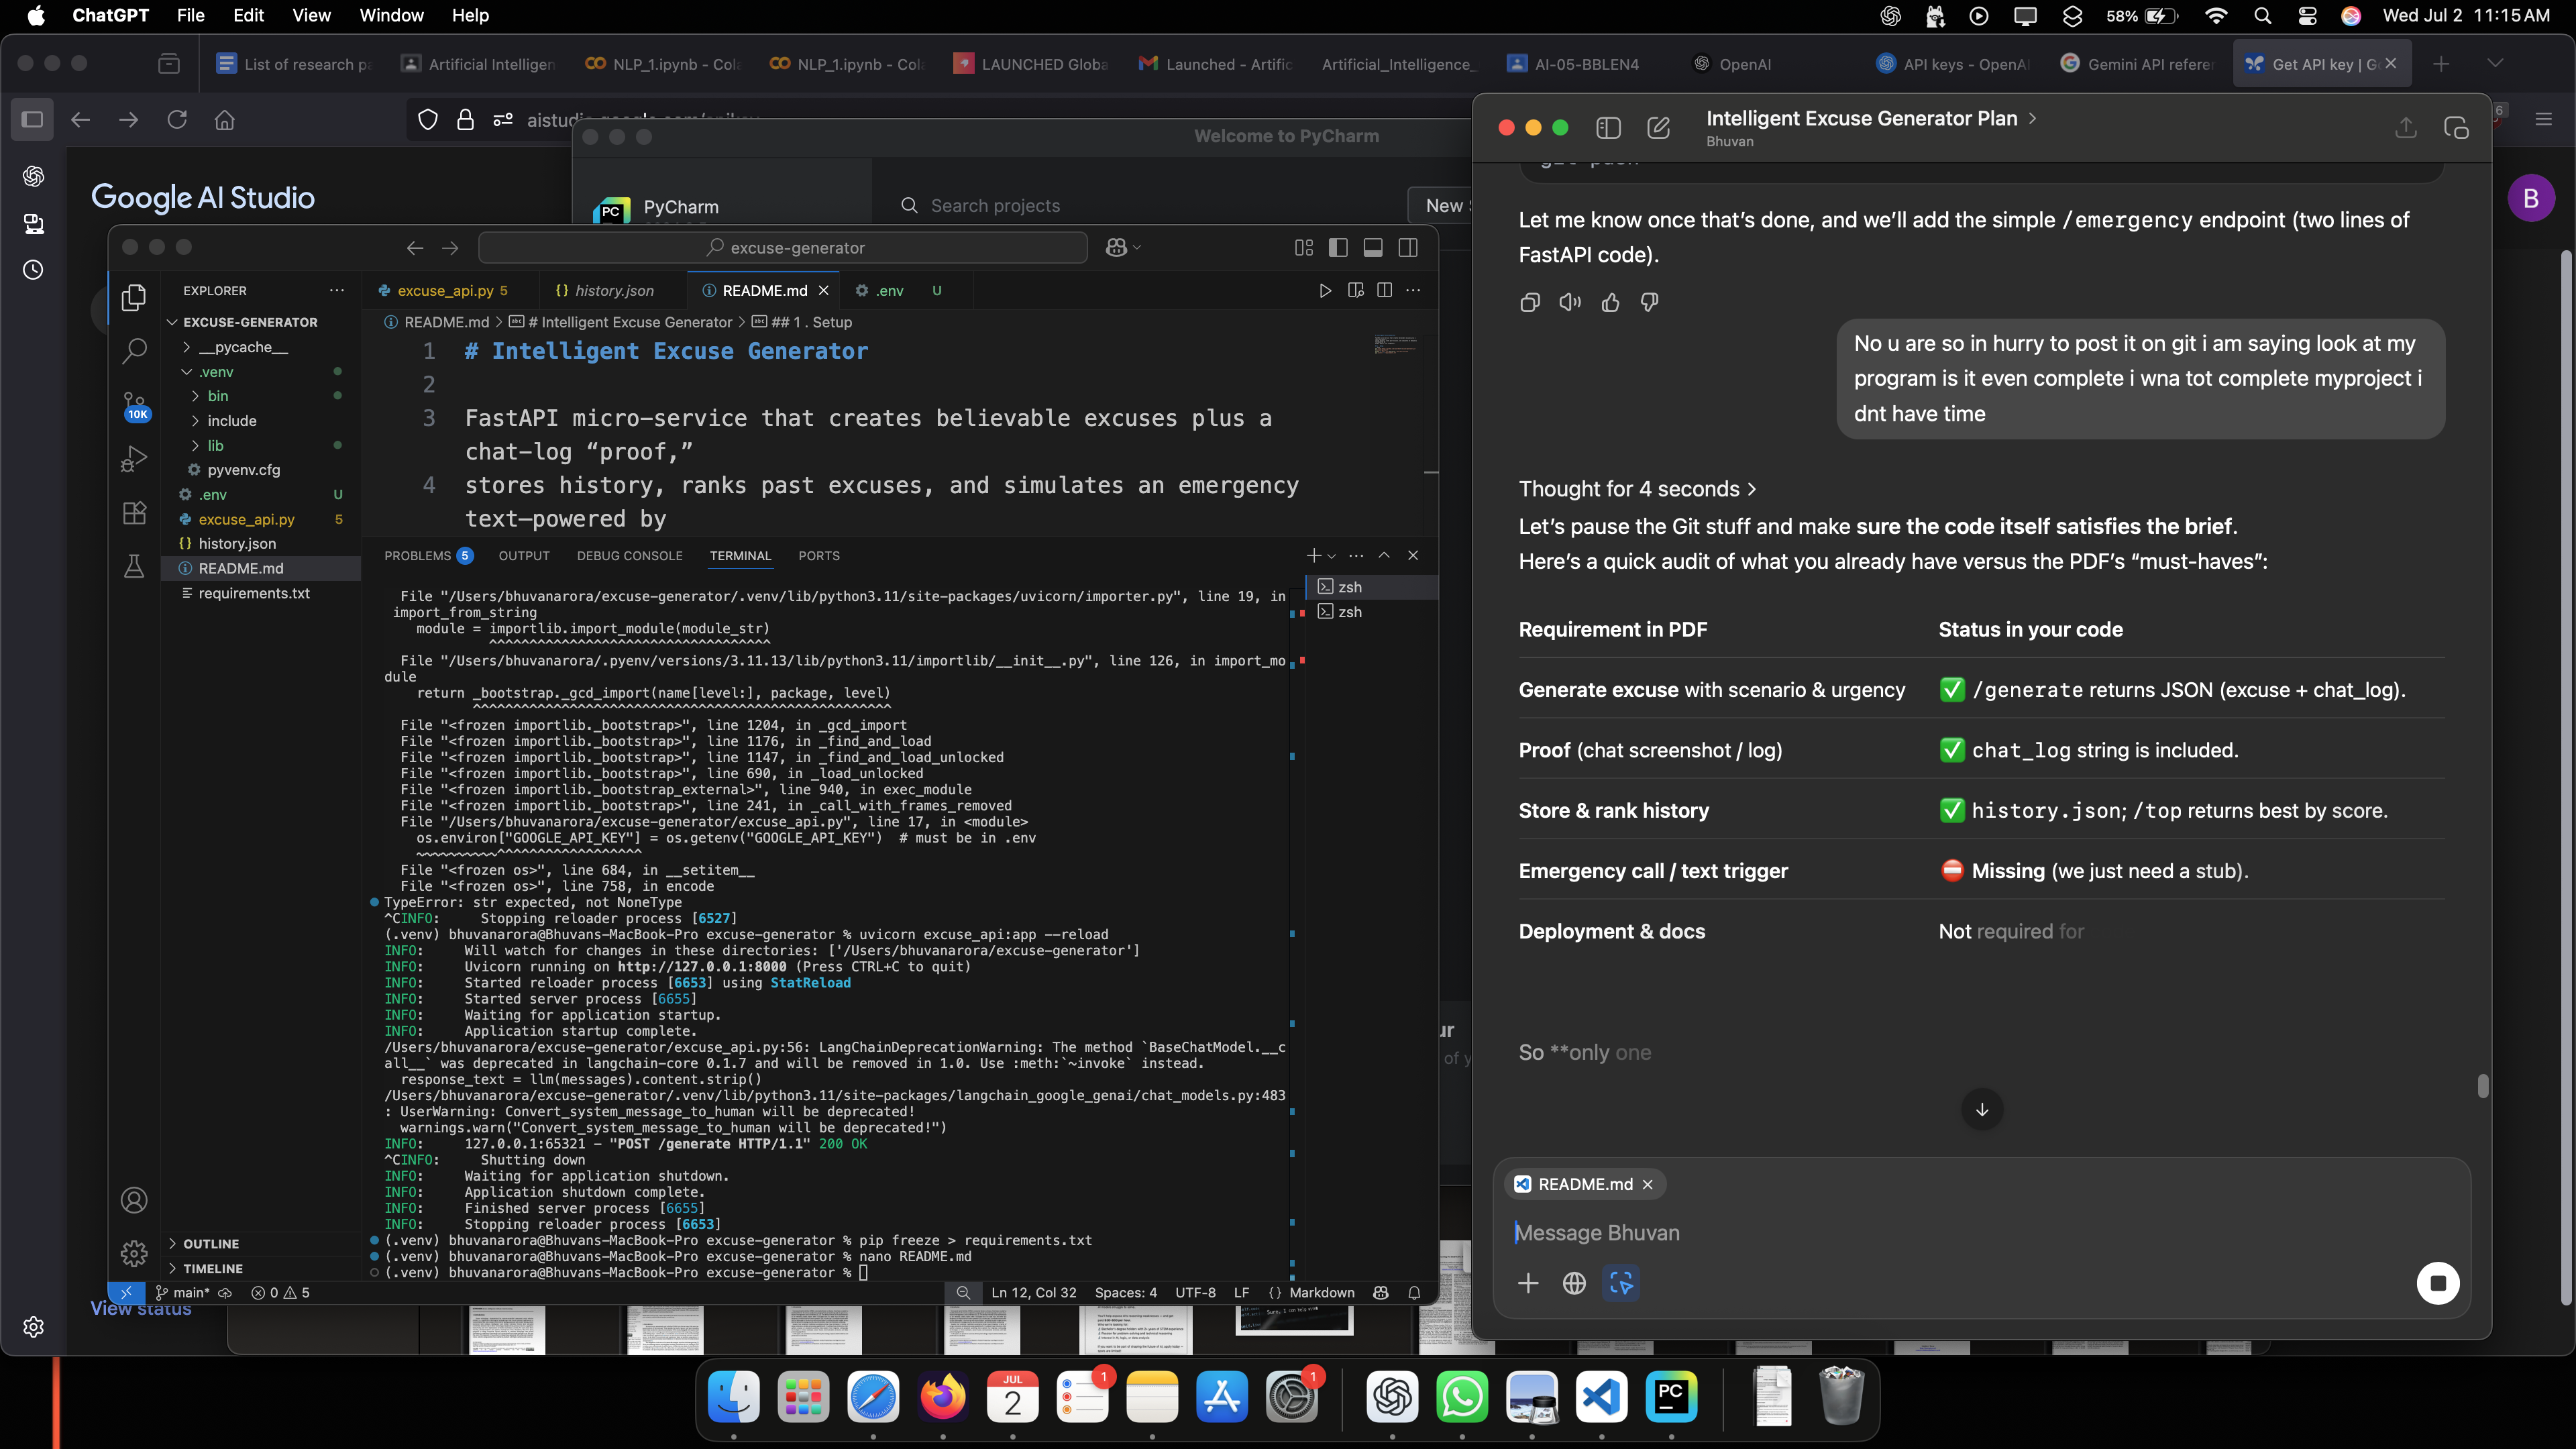 ChatGPT File Edit View Window Help
58% Wed Jul 2 11:15 AM
List of research pa
Artificial Intelligen
NLP_1.ipynb - Cola
NLP_1.ipynb - Cola
LAUNCHED Globa
Launched - Artific
Artificial_Intelligence_
AI-05-BBLEN4
OpenAI
API keys - OpenAI
Gemini API referen
Get API key | G
Google AI Studio
B
6
View status
Welcome to PyCharm
PC PyCharm
Search projects
New
excuse-generator
EXPLORER
EXCUSE-GENERATOR
__pycache__
.venv
bin
include
lib
pyvenv.cfg
.env U
excuse_api.py 5
history.json
README.md
requirements.txt
OUTLINE
TIMELINE
10K
excuse_api.py 5 {} history.json README.md .env U
README.md > # Intelligent Excuse Generator > ## 1 . Setup
1 # Intelligent Excuse Generator
2
3 FastAPI micro-service that creates believable excuses plus a
chat-log “proof,”
4 stores history, ranks past excuses, and simulates an emergency
text—powered by
PROBLEMS 5 OUTPUT DEBUG CONSOLE TERMINAL PORTS
zsh
zsh
File "/Users/bhuvanarora/excuse-generator/.venv/lib/python3.11/site-packages/uvicorn/importer.py", line 19, in
import_from_string
module = importlib.import_module(module_str)
^^^^^^^^^^^^^^^^^^^^^^^^^^^^^^^^^^^
File "/Users/bhuvanarora/.pyenv/versions/3.11.13/lib/python3.11/importlib/__init__.py", line 126, in import_mo
dule
return _bootstrap._gcd_import(name[level:], package, level)
^^^^^^^^^^^^^^^^^^^^^^^^^^^^^^^^^^^^^^^^^^^^^^^^^^^^
File "<frozen importlib._bootstrap>", line 1204, in _gcd_import
File "<frozen importlib._bootstrap>", line 1176, in _find_and_load
File "<frozen importlib._bootstrap>", line 1147, in _find_and_load_unlocked
File "<frozen importlib._bootstrap>", line 690, in _load_unlocked
File "<frozen importlib._bootstrap_external>", line 940, in exec_module
File "<frozen importlib._bootstrap>", line 241, in _call_with_frames_removed
File "/Users/bhuvanarora/excuse-generator/excuse_api.py", line 17, in <module>
os.environ["GOOGLE_API_KEY"] = os.getenv("GOOGLE_API_KEY") # must be in .env
~~~~~~~~~~^^^^^^^^^^^^^^^^^^
File "<frozen os>", line 684, in __setitem__
File "<frozen os>", line 758, in encode
TypeError: str expected, not NoneType
^CINFO: Stopping reloader process [6527]
(.venv) bhuvanarora@Bhuvans-MacBook-Pro excuse-generator % uvicorn excuse_api:app --reload
INFO: Will watch for changes in these directories: ['/Users/bhuvanarora/excuse-generator']
INFO: Uvicorn running on http://127.0.0.1:8000 (Press CTRL+C to quit)
INFO: Started reloader process [6653] using StatReload
INFO: Started server process [6655]
INFO: Waiting for application startup.
INFO: Application startup complete.
/Users/bhuvanarora/excuse-generator/excuse_api.py:56: LangChainDeprecationWarning: The method `BaseChatModel.__c
all__` was deprecated in langchain-core 0.1.7 and will be removed in 1.0. Use :meth:`~invoke` instead.
response_text = llm(messages).content.strip()
/Users/bhuvanarora/excuse-generator/.venv/lib/python3.11/site-packages/langchain_google_genai/chat_models.py:483
: UserWarning: Convert_system_message_to_human will be deprecated!
warnings.warn("Convert_system_message_to_human will be deprecated!")
INFO: 127.0.0.1:65321 - "POST /generate HTTP/1.1" 200 OK
^CINFO: Shutting down
INFO: Waiting for application shutdown.
INFO: Application shutdown complete.
INFO: Finished server process [6655]
INFO: Stopping reloader process [6653]
(.venv) bhuvanarora@Bhuvans-MacBook-Pro excuse-generator % pip freeze > requirements.txt
(.venv) bhuvanarora@Bhuvans-MacBook-Pro excuse-generator % nano README.md
(.venv) bhuvanarora@Bhuvans-MacBook-Pro excuse-generator %
main* 0 5 Ln 12, Col 32 Spaces: 4 UTF-8 LF {} Markdown
Intelligent Excuse Generator Plan >
Bhuvan
Let me know once that’s done, and we’ll add the simple /emergency endpoint (two lines of
FastAPI code).
No u are so in hurry to post it on git i am saying look at my
program is it even complete i wna tot complete myproject i
dnt have time
Thought for 4 seconds >
Let’s pause the Git stuff and make sure the code itself satisfies the brief.
Here’s a quick audit of what you already have versus the PDF’s “must-haves”:
Requirement in PDF Status in your code
Generate excuse with scenario & urgency ✅ /generate returns JSON (excuse + chat_log).
Proof (chat screenshot / log) ✅ chat_log string is included.
Store & rank history ✅ history.json; /top returns best by score.
Emergency call / text trigger ⛔ Missing (we just need a stub).
Deployment & docs Not required for
So **only one
README.md
Message Bhuvan
JUL
2
1
1
PC